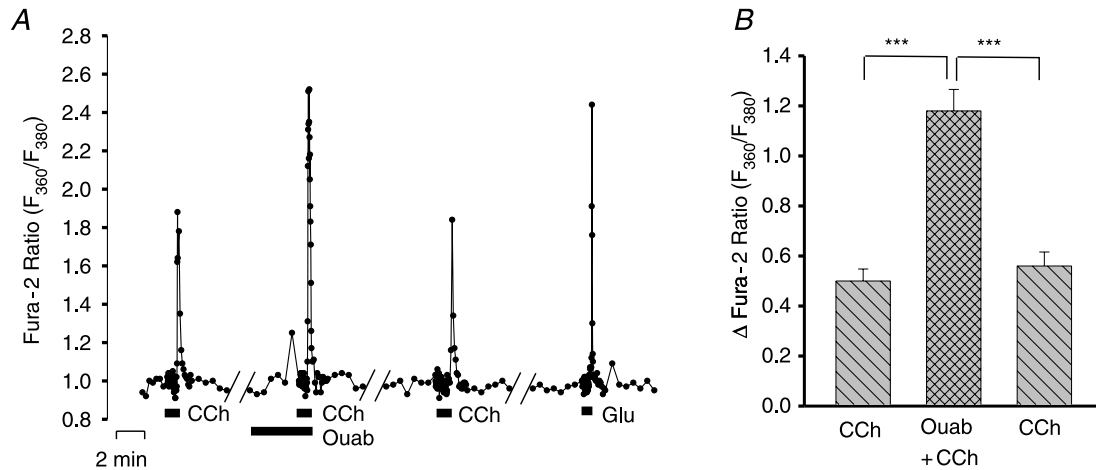 A
Fura-2 Ratio (F360/F380)
2.8
2.6
2.4
2.2
2.0
1.8
1.6
1.4
1.2
1.0
0.8
CCh
CCh
CCh
Glu
Ouab
2 min
B
Δ Fura-2 Ratio (F360/F380)
1.4
1.2
1.0
0.8
0.6
0.4
0.2
0.0
*** ***
CCh
Ouab
+CCh
CCh